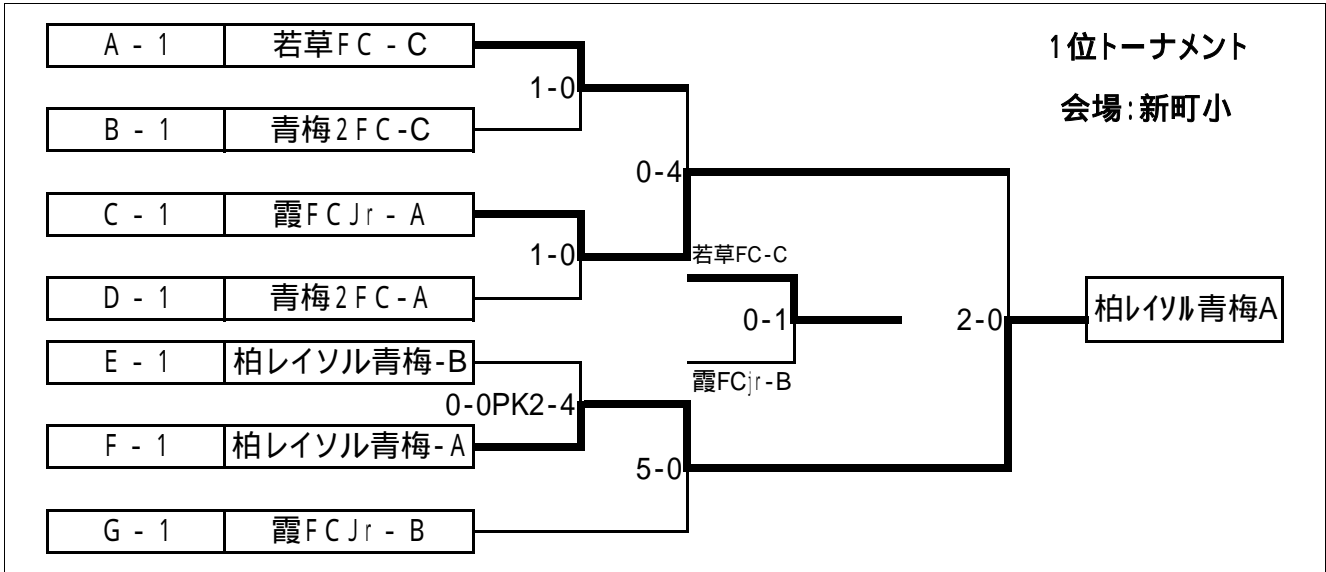 1位トーナメント
会場:新町小
A - 1 若草FC - C
1-0
B - 1 青梅2FC-C
0-4
C - 1 霞FCJr - A
1-0
D - 1 青梅2FC-A
若草FC-C
0-1
霞FCjr-B
2-0
柏レイソル青梅A
E - 1 柏レイソル青梅-B
0-0PK2-4
F - 1 柏レイソル青梅-A
5-0
G - 1 霞FCJr - B